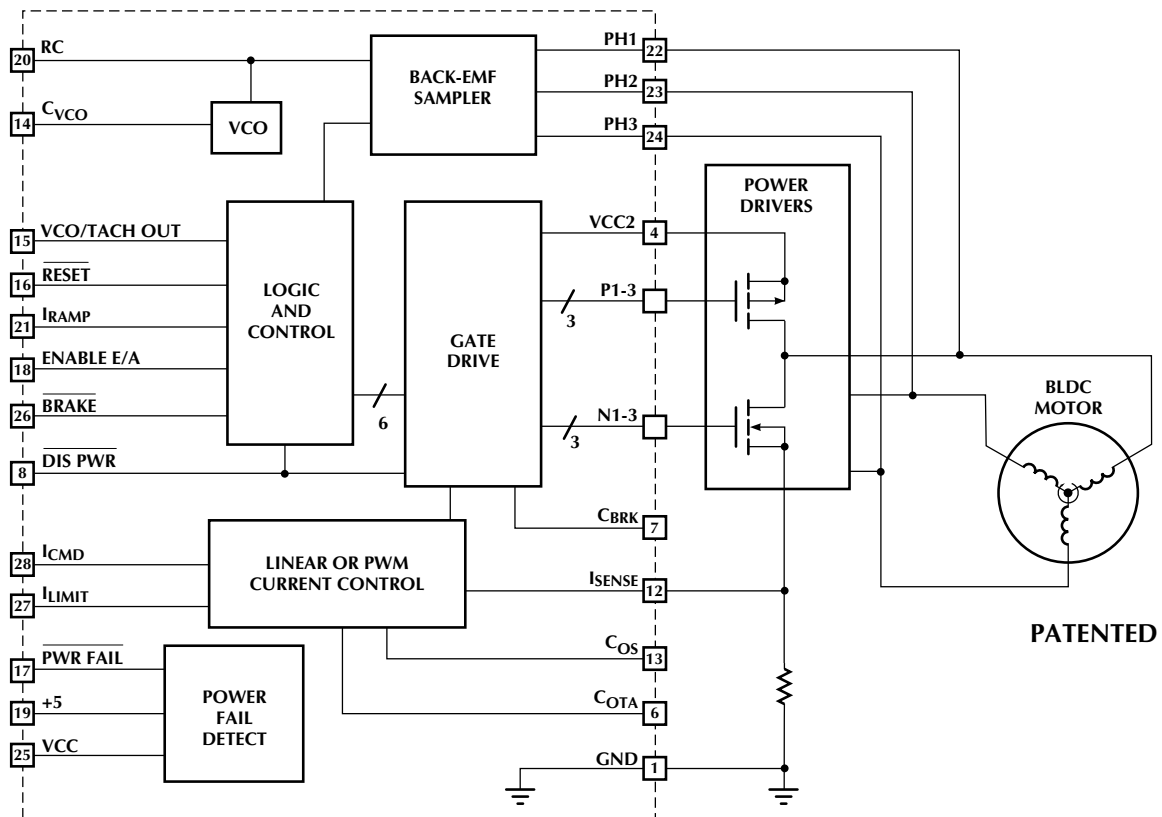 20 RC
14 CVCO
VCO
BACK-EMF
SAMPLER
PH1 22
PH2 23
PH3 24
15 VCO/TACH OUT
16 RESET
21 IRAMP
18 ENABLE E/A
26 BRAKE
8 DIS PWR
LOGIC
AND
CONTROL
6
GATE
DRIVE
VCC2 4
P1-3
3
N1-3
3
POWER
DRIVERS
BLDC
MOTOR
CBRK 7
28 ICMD
27 ILIMIT
LINEAR OR PWM
CURRENT CONTROL
ISENSE 12
COS 13
COTA 6
GND 1
17 PWR FAIL
19 +5
25 VCC
POWER
FAIL
DETECT
PATENTED